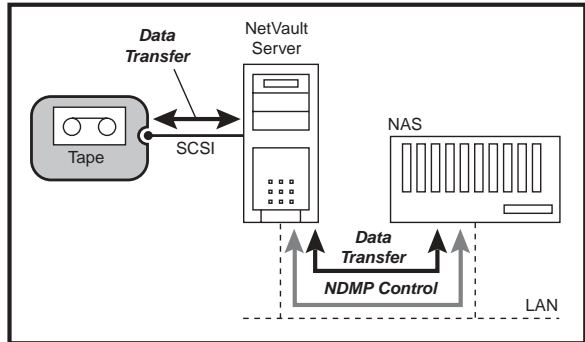 Data
Transfer
NetVault
Server
Tape
SCSI
NAS
Data
Transfer
NDMP Control
LAN